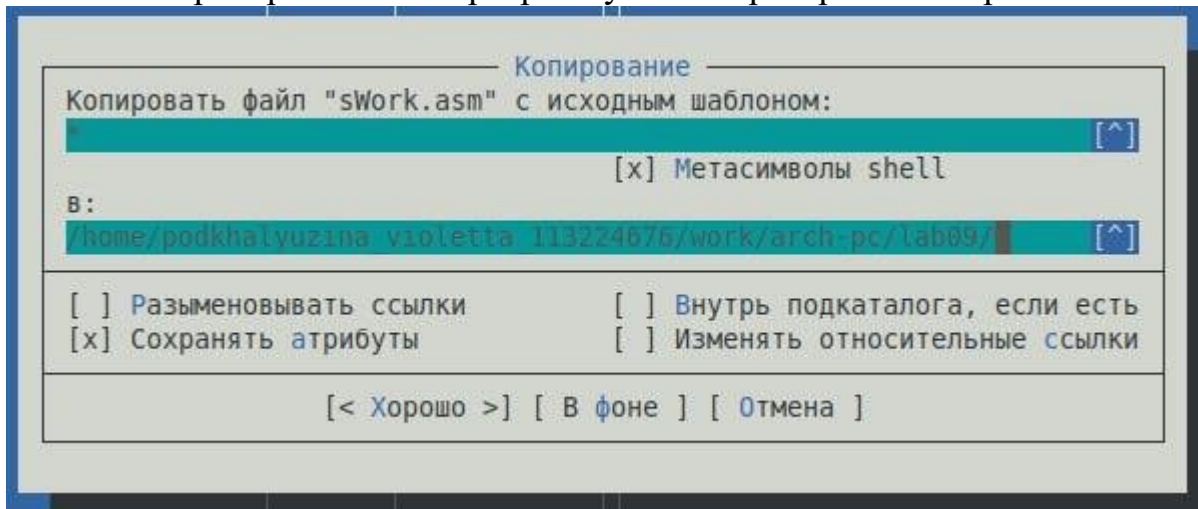 Копирование
Копировать файл "sWork.asm" с исходным шаблоном:
* [^]
[x] Метасимволы shell
в:
/home/podkhalyuzina_violetta_113224676/work/arch-pc/lab09/ [^]
[ ] Разыменовывать ссылки [ ] Внутрь подкаталога, если есть
[x] Сохранять атрибуты [ ] Изменять относительные ссылки
[< Хорошо >] [ В фоне ] [ Отмена ]